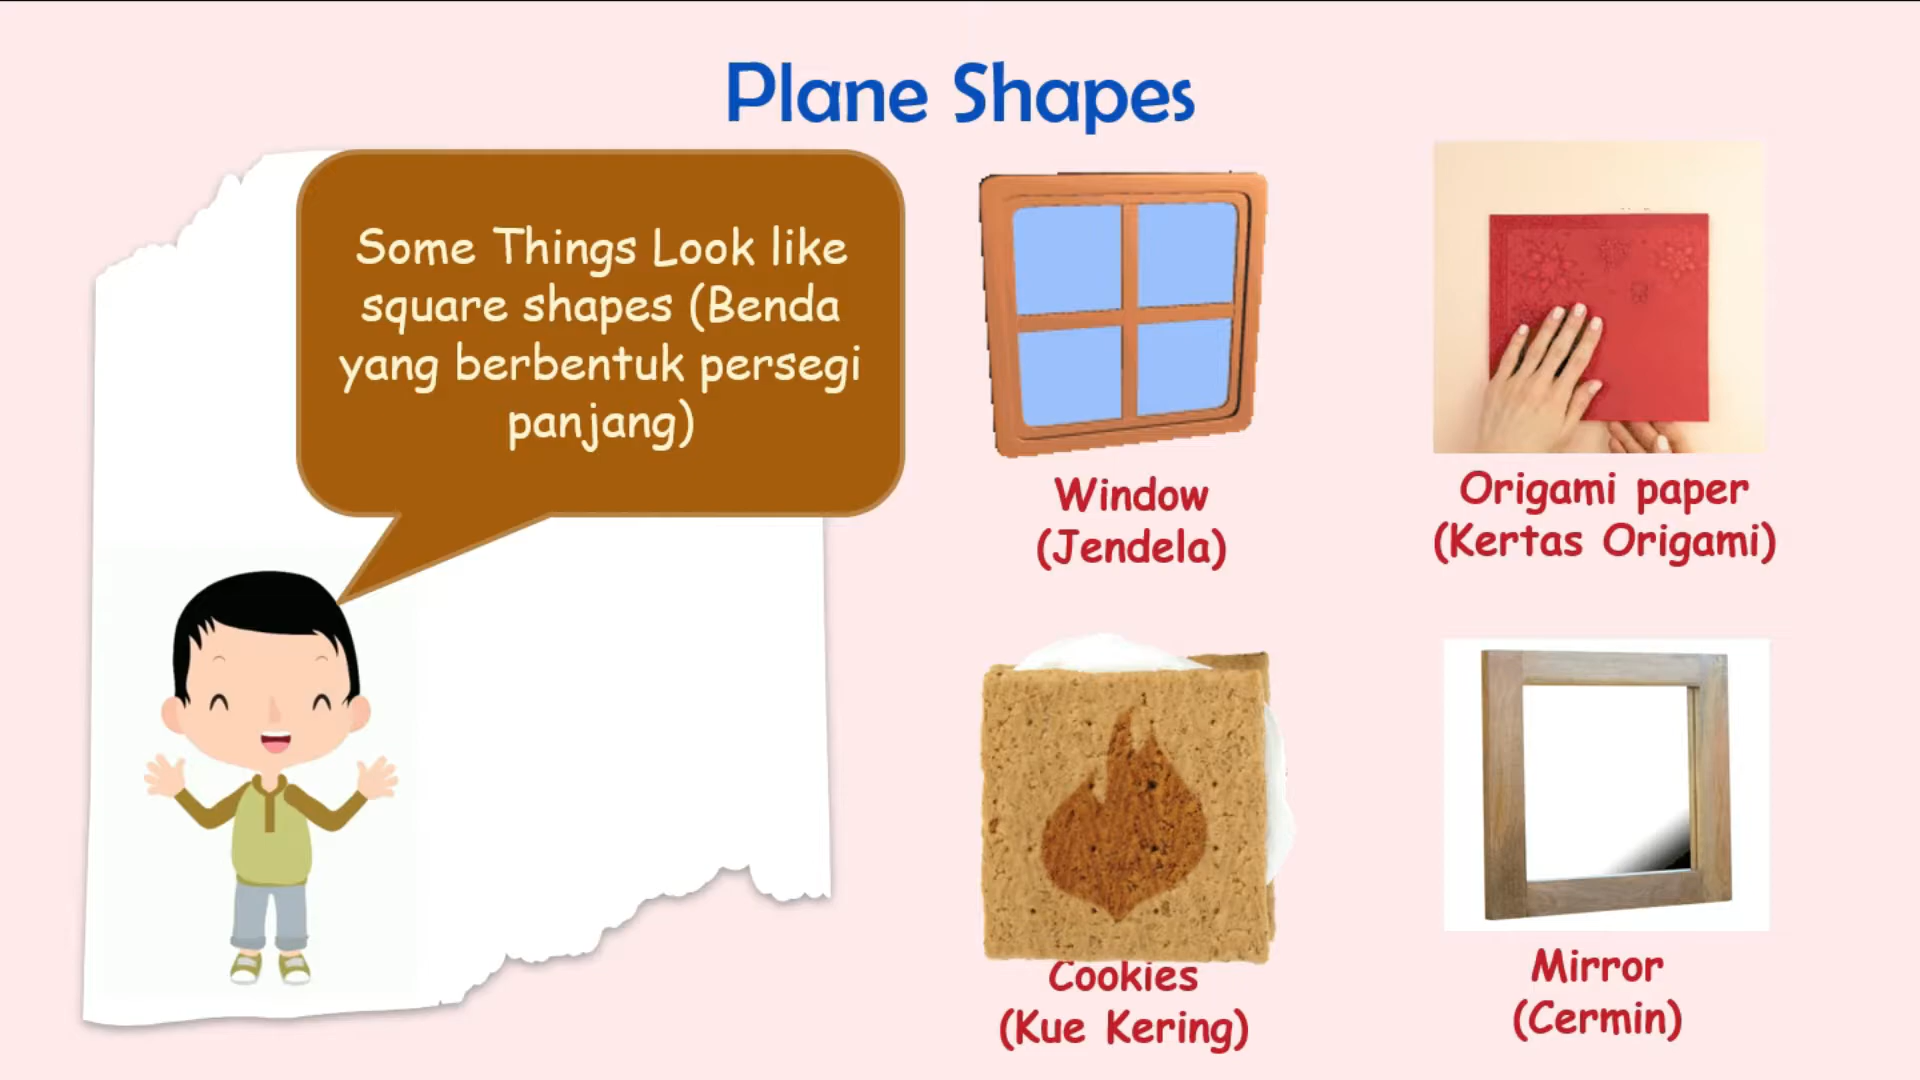 Plane Shapes
Some Things Look like
square shapes (Benda
yang berbentuk persegi
panjang)
Window
(Jendela)
Origami paper
(Kertas Origami)
Cookies
(Kue Kering)
Mirror
(Cermin)